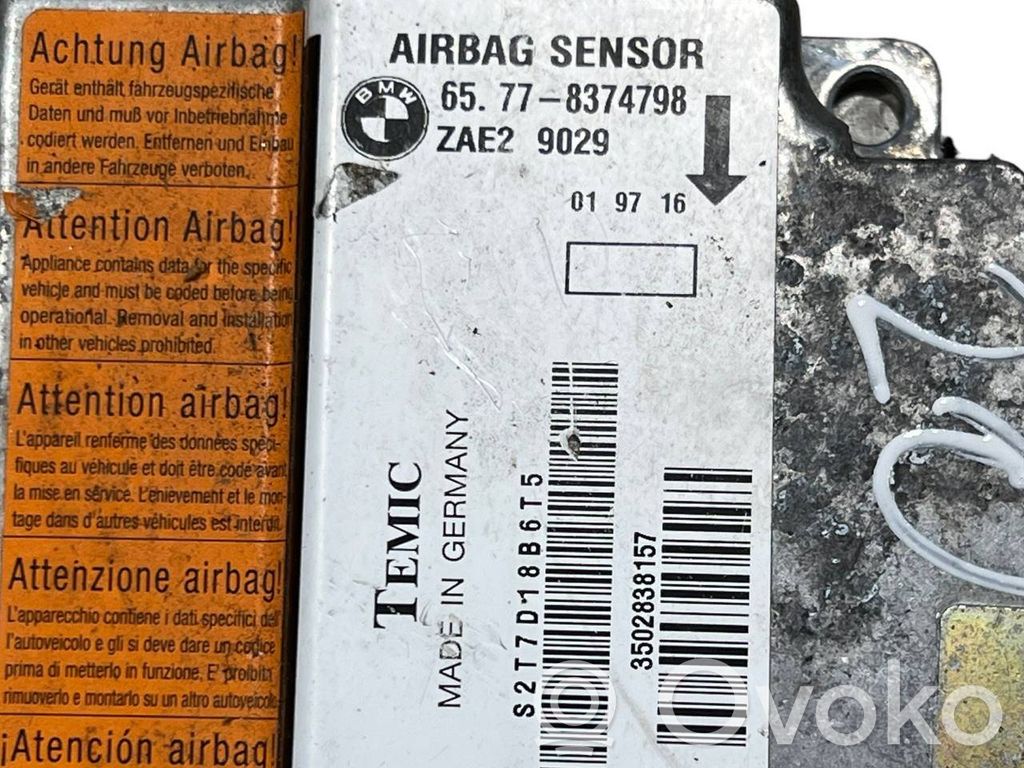 Achtung Airbag!
Gerät enthält fahrzeugspezifische
Daten und muß vor Inbetriebnahme
codiert werden. Entfernen und Einbau
in andere Fahrzeuge verboten.
Attention Airbag!
Appliance contains data for the specific
vehicle and must be coded before being
operational. Removal and installation
in other vehicles prohibited.
Attention airbag!
L'appareil renferme des données spéci-
fiques au véhicule et doit être codé avant
la mise en service. L'enlèvement et le mon-
tage dans d'autres véhicules est interdit.
Attenzione airbag!
L'apparecchio contiene i dati specifici dell'
l'autoveicolo e gli si deve dare un codice
prima di metterlo in funzione. E' proibito
rimuoverlo e montarlo su un altro autoveicolo.
¡Atención airbag!
AIRBAG SENSOR
BMW
65. 77-8374798
ZAE2 9029
01 97 16
TEMIC
MADE IN GERMANY
S2T7D18B6T5
3502838157
Ovoko